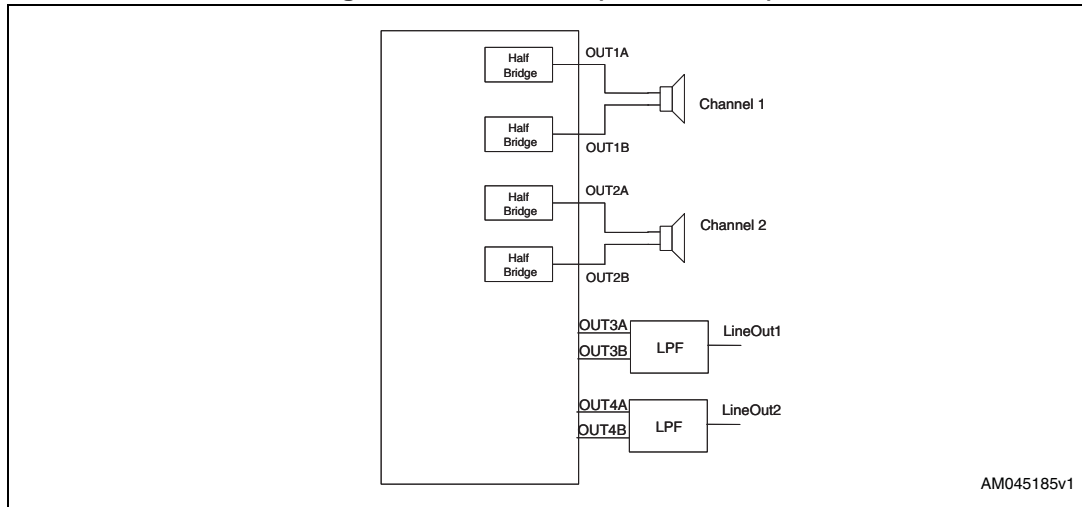 Half
Bridge
OUT1A
Channel 1
Half
Bridge
OUT1B
Half
Bridge
OUT2A
Channel 2
Half
Bridge
OUT2B
OUT3A
OUT3B
LPF
LineOut1
OUT4A
OUT4B
LPF
LineOut2
AM045185v1